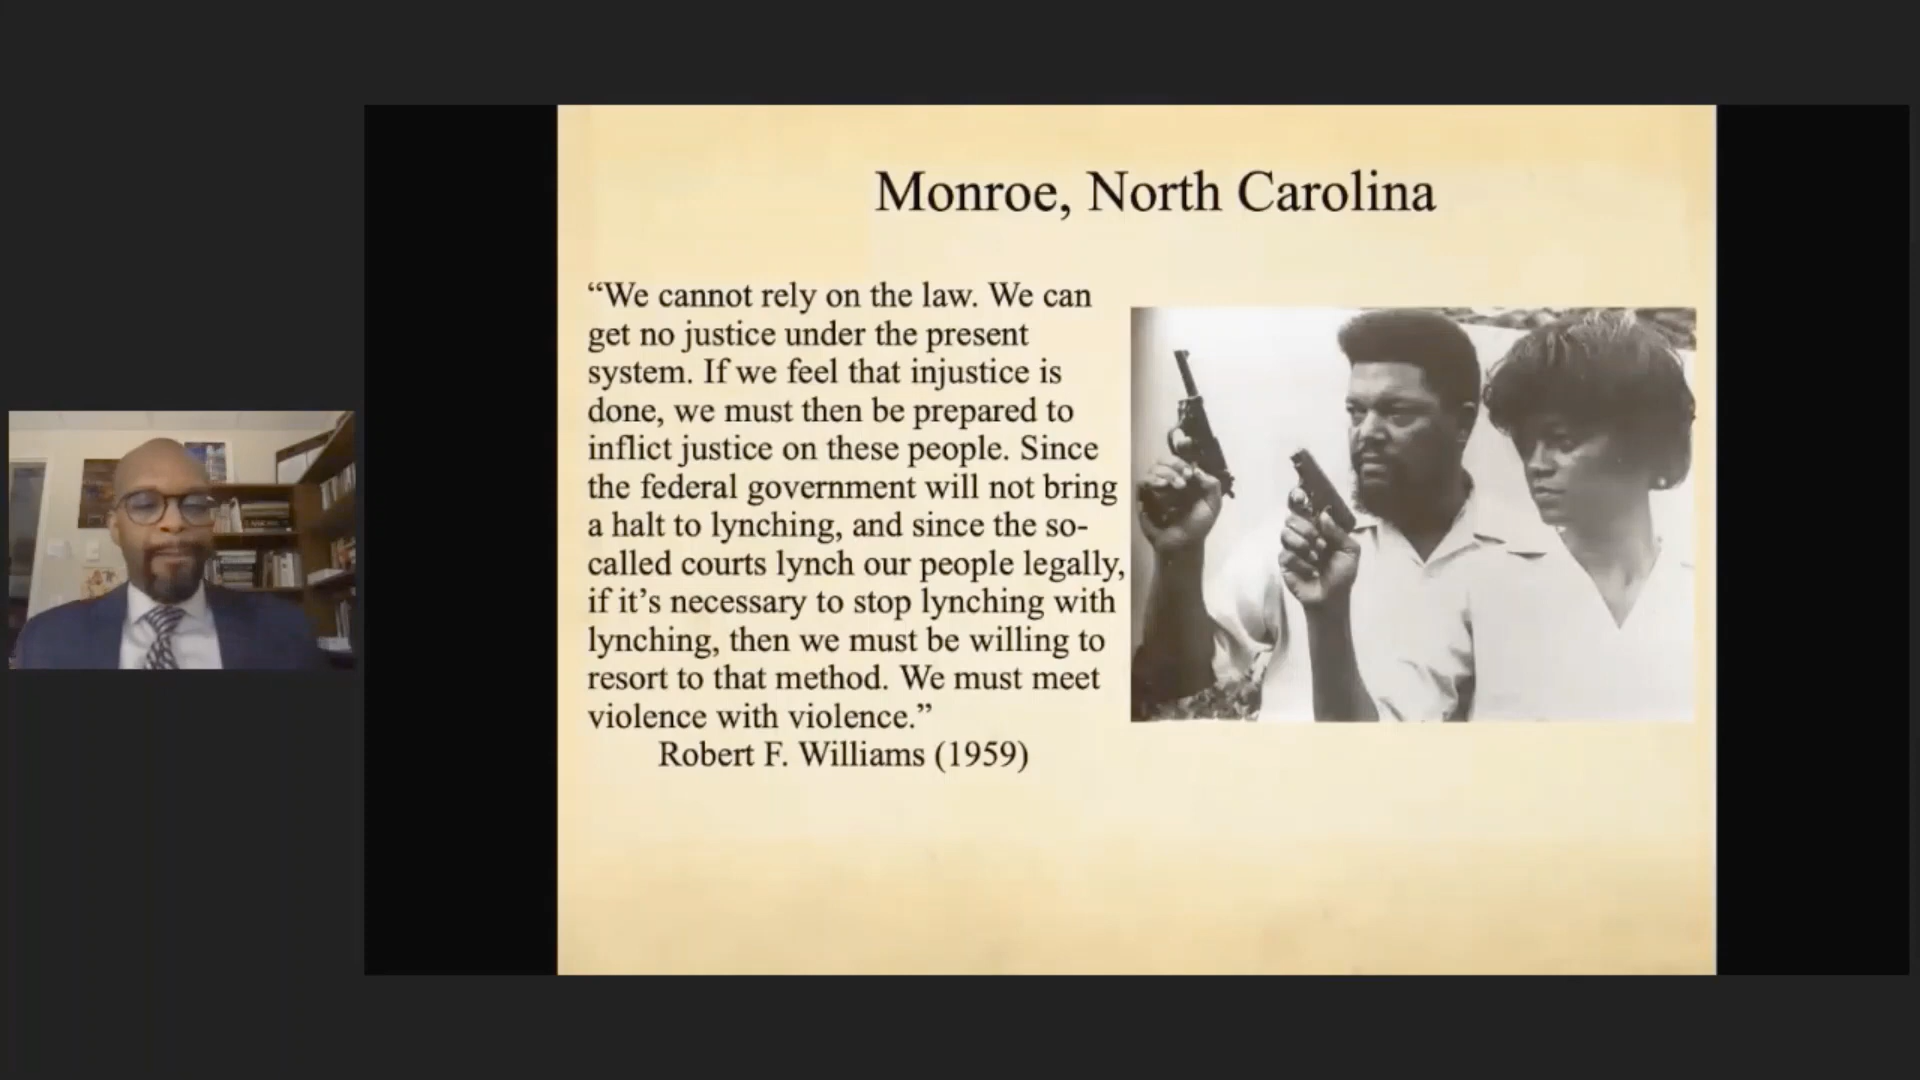 Monroe, North Carolina
“We cannot rely on the law. We can
get no justice under the present
system. If we feel that injustice is
done, we must then be prepared to
inflict justice on these people. Since
the federal government will not bring
a halt to lynching, and since the so-
called courts lynch our people legally,
if it’s necessary to stop lynching with
lynching, then we must be willing to
resort to that method. We must meet
violence with violence.”
Robert F. Williams (1959)